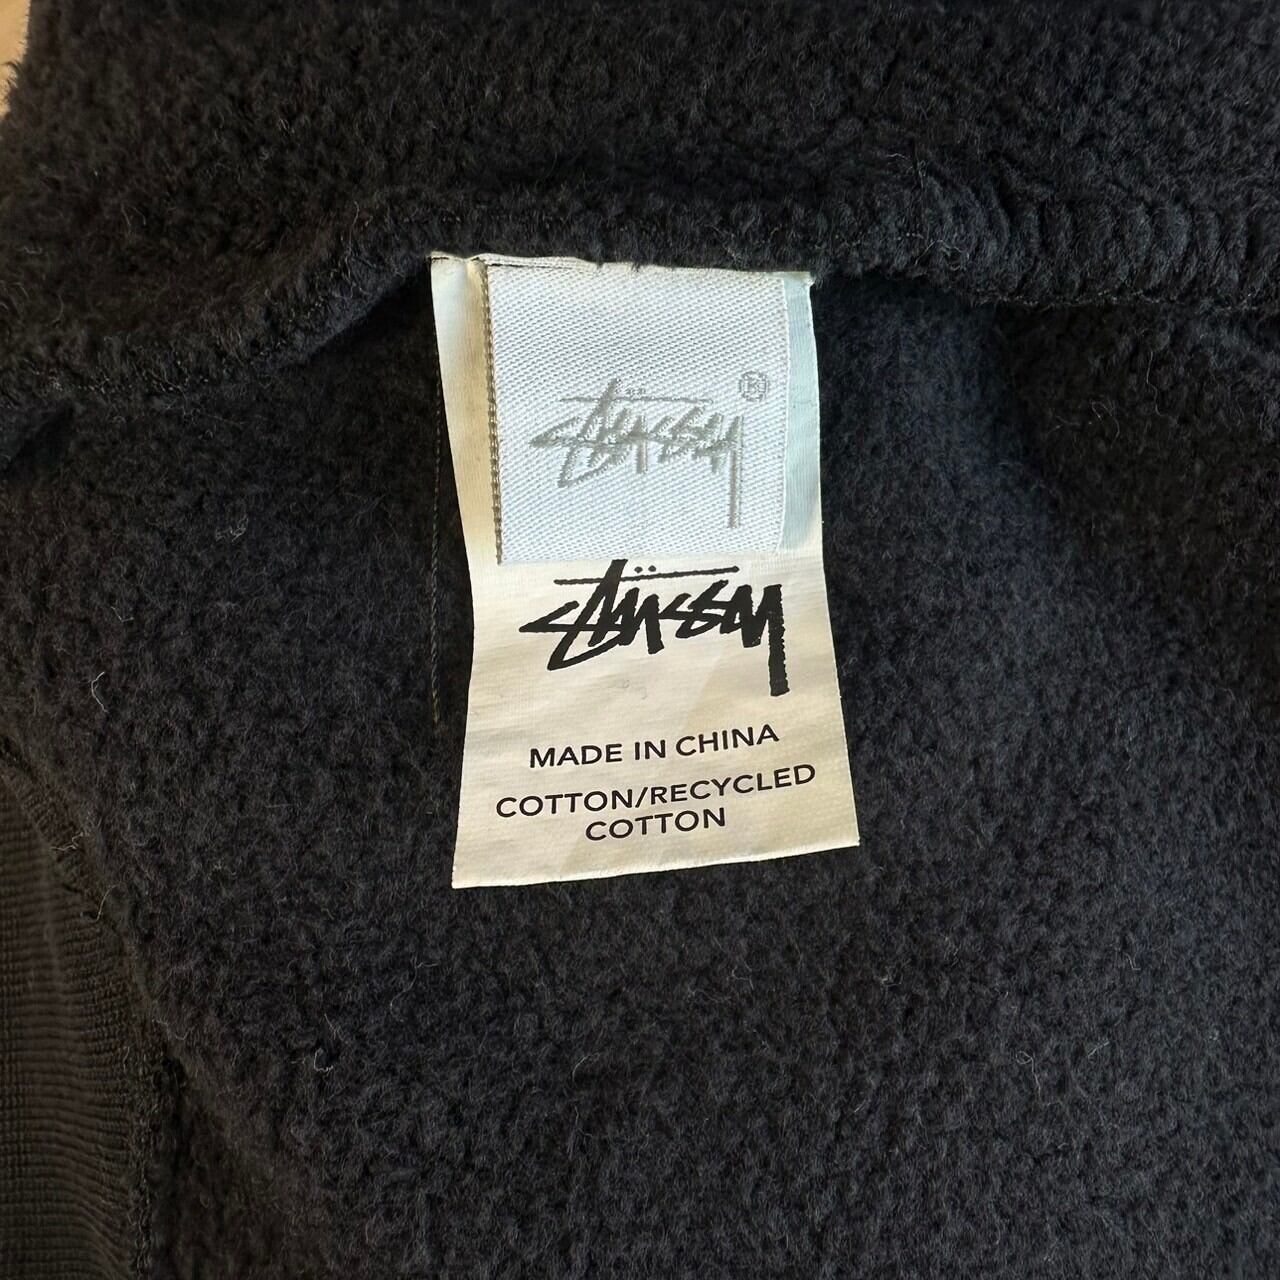 Stüssy ®
Stüssy
MADE IN CHINA
COTTON/RECYCLED
COTTON